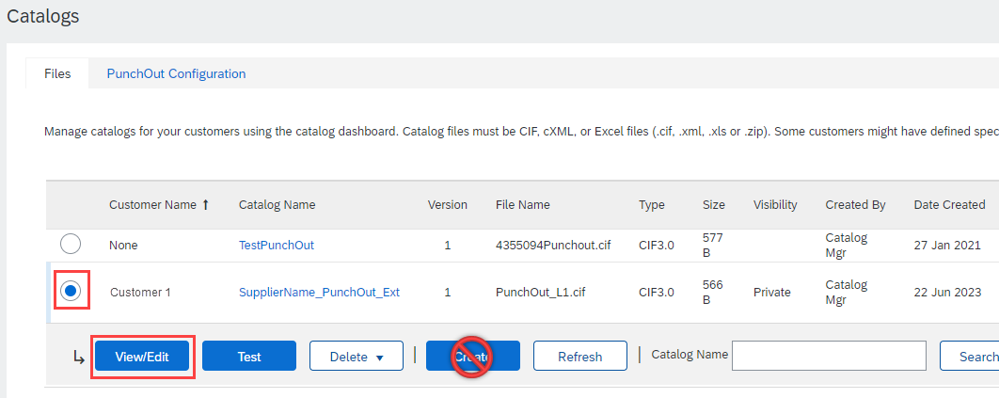 Catalogs
Files PunchOut Configuration
Manage catalogs for your customers using the catalog dashboard. Catalog files must be CIF, cXML, or Excel files (.cif, .xml, .xls or .zip). Some customers might have defined spec
Customer Name ↑ Catalog Name Version File Name Type Size Visibility Created By Date Created
None TestPunchOut 1 4355094Punchout.cif CIF3.0 577 B Catalog Mgr 27 Jan 2021
Customer 1 SupplierName_PunchOut_Ext 1 PunchOut_L1.cif CIF3.0 566 B Private Catalog Mgr 22 Jun 2023
View/Edit Test Delete Create Refresh Catalog Name Search